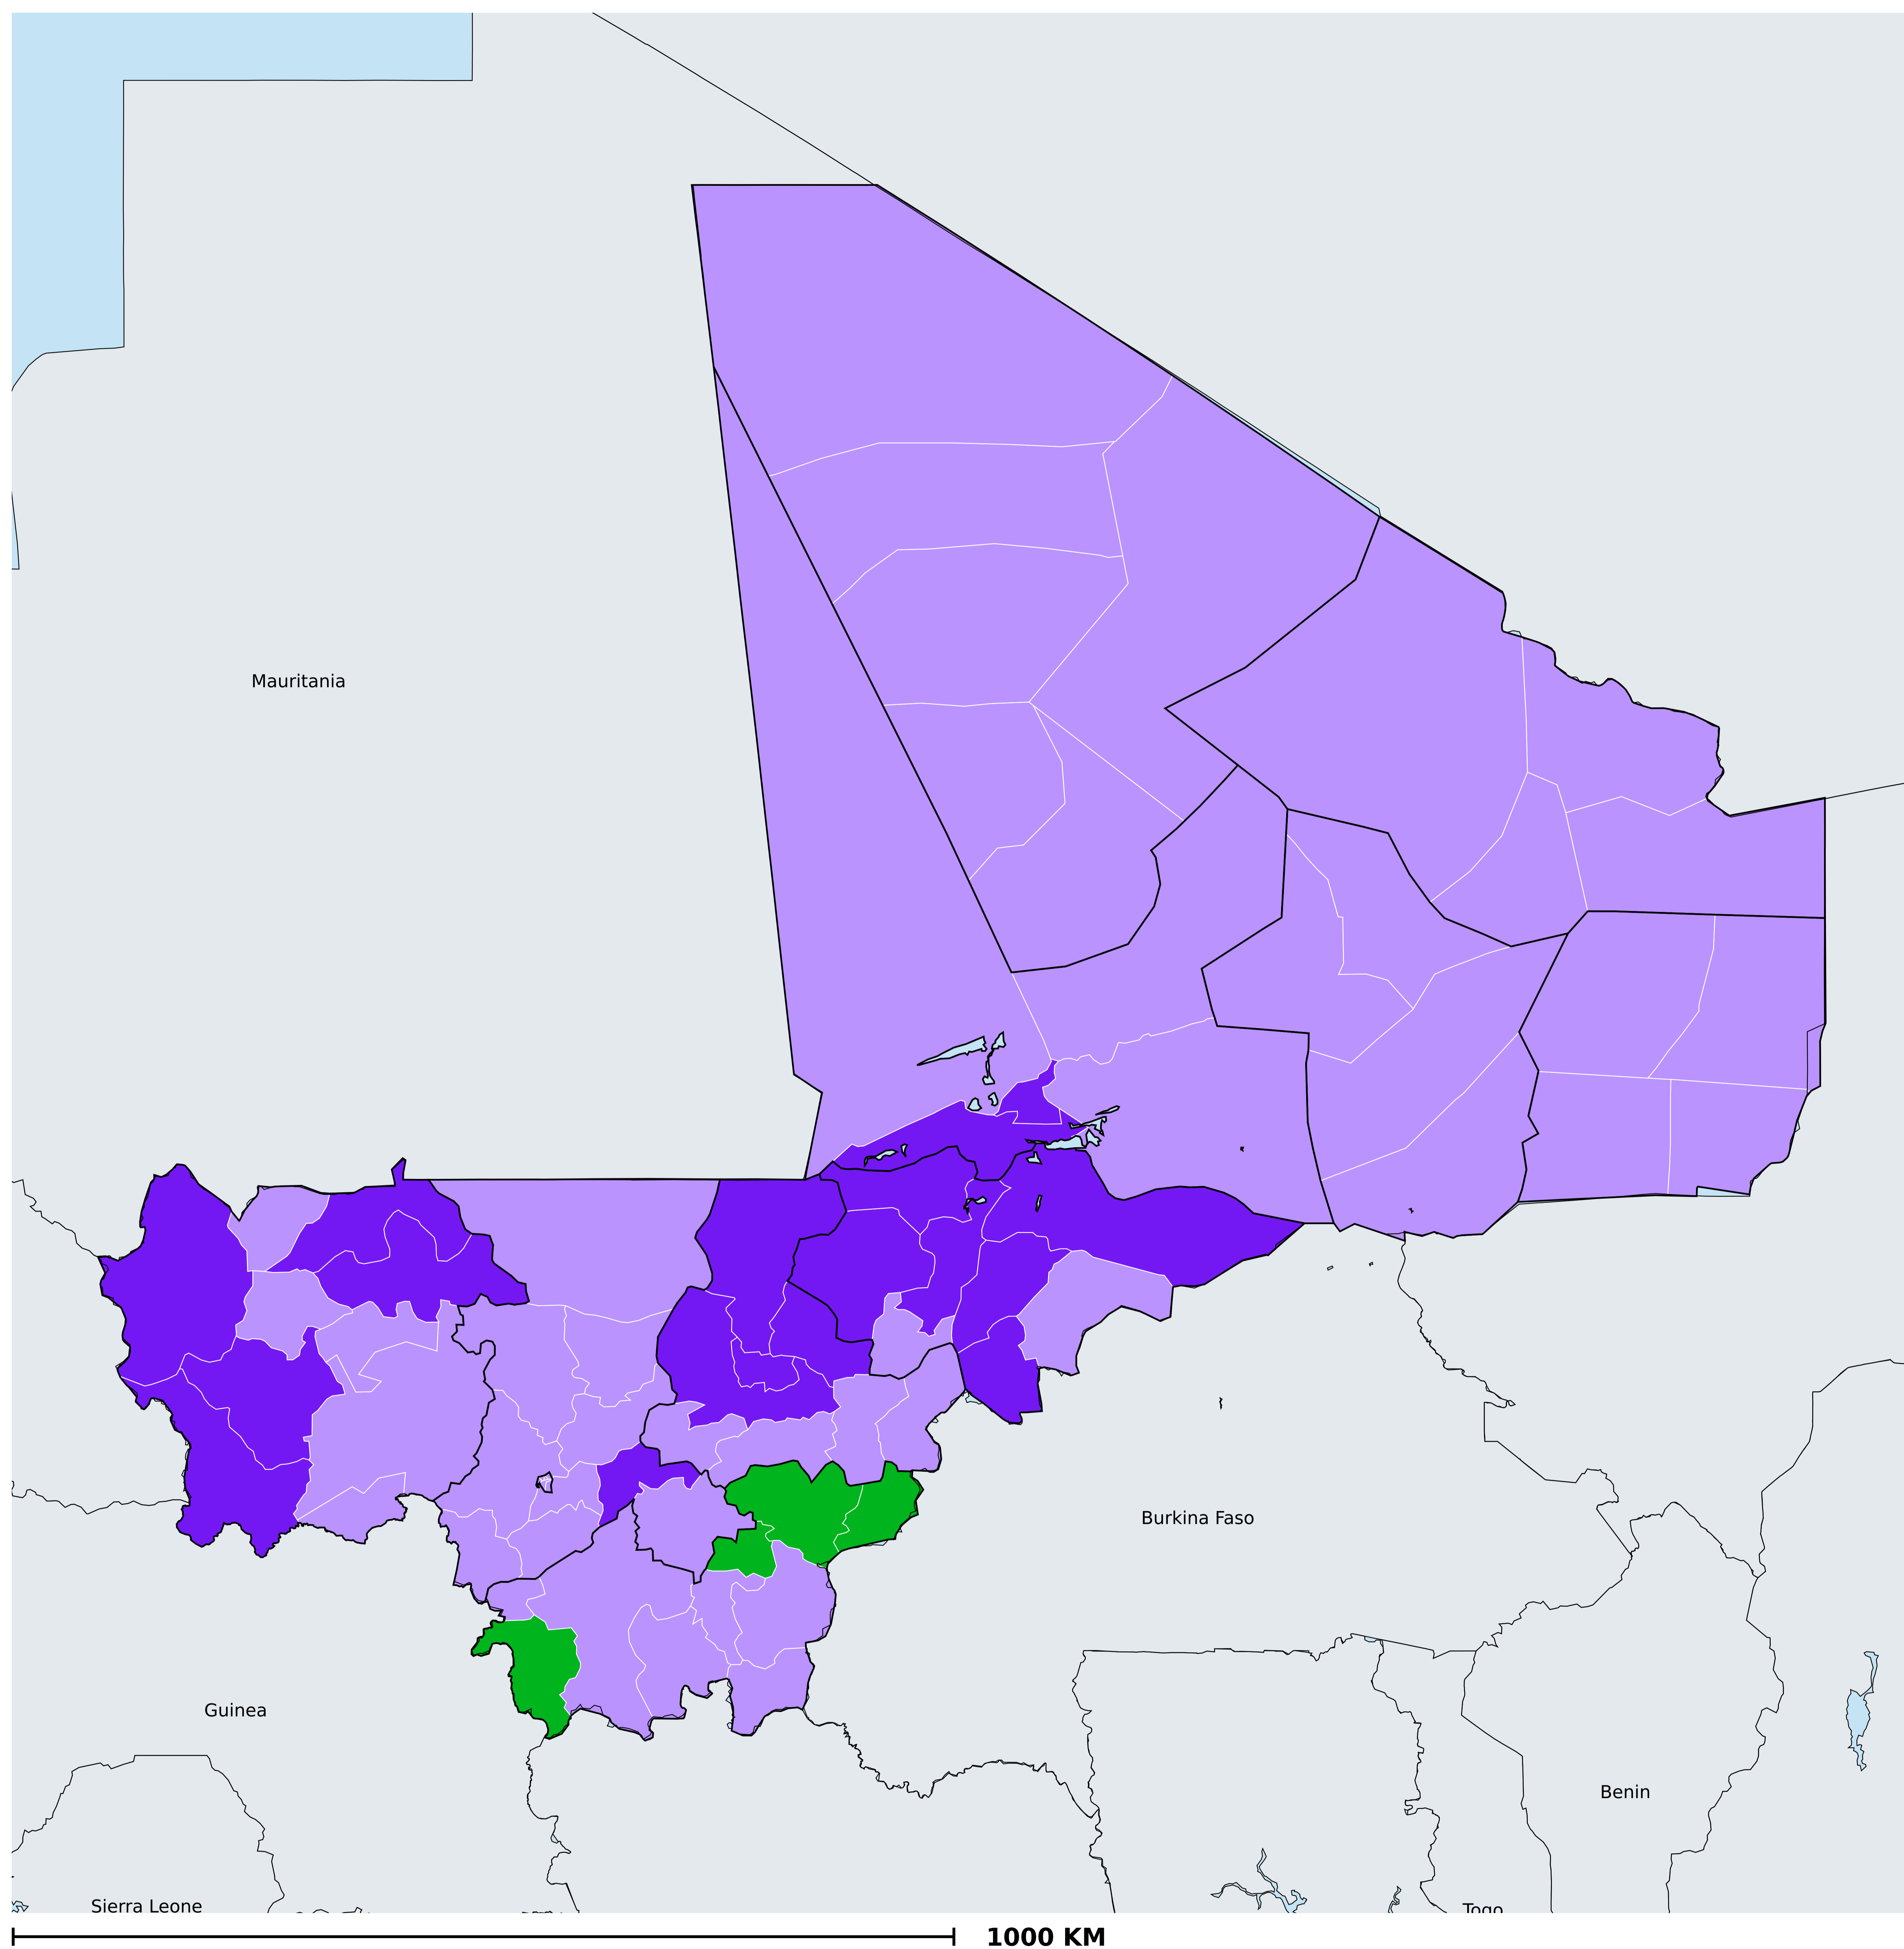 Mauritania
Burkina Faso
Guinea
Benin
Sierra Leone
Togo
1000 KM